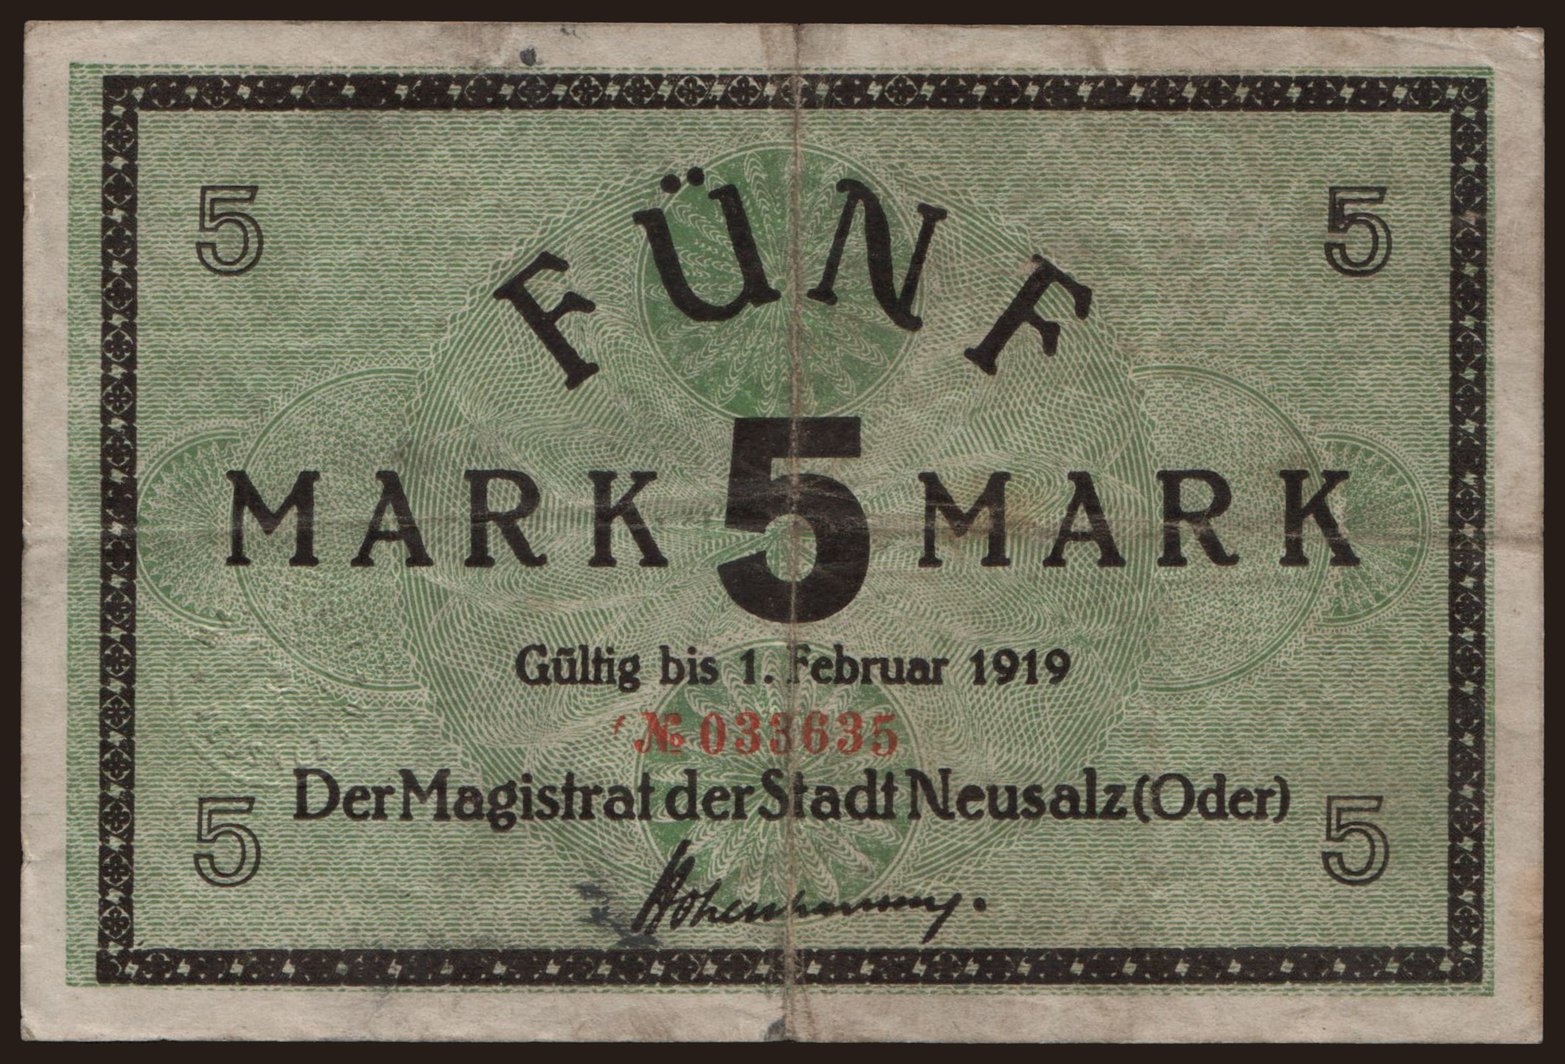 5 5
FÜNF
MARK 5 MARK
Gültig bis 1. Februar 1919
№ 033635
Der Magistrat der Stadt Neusalz (Oder)
5 5